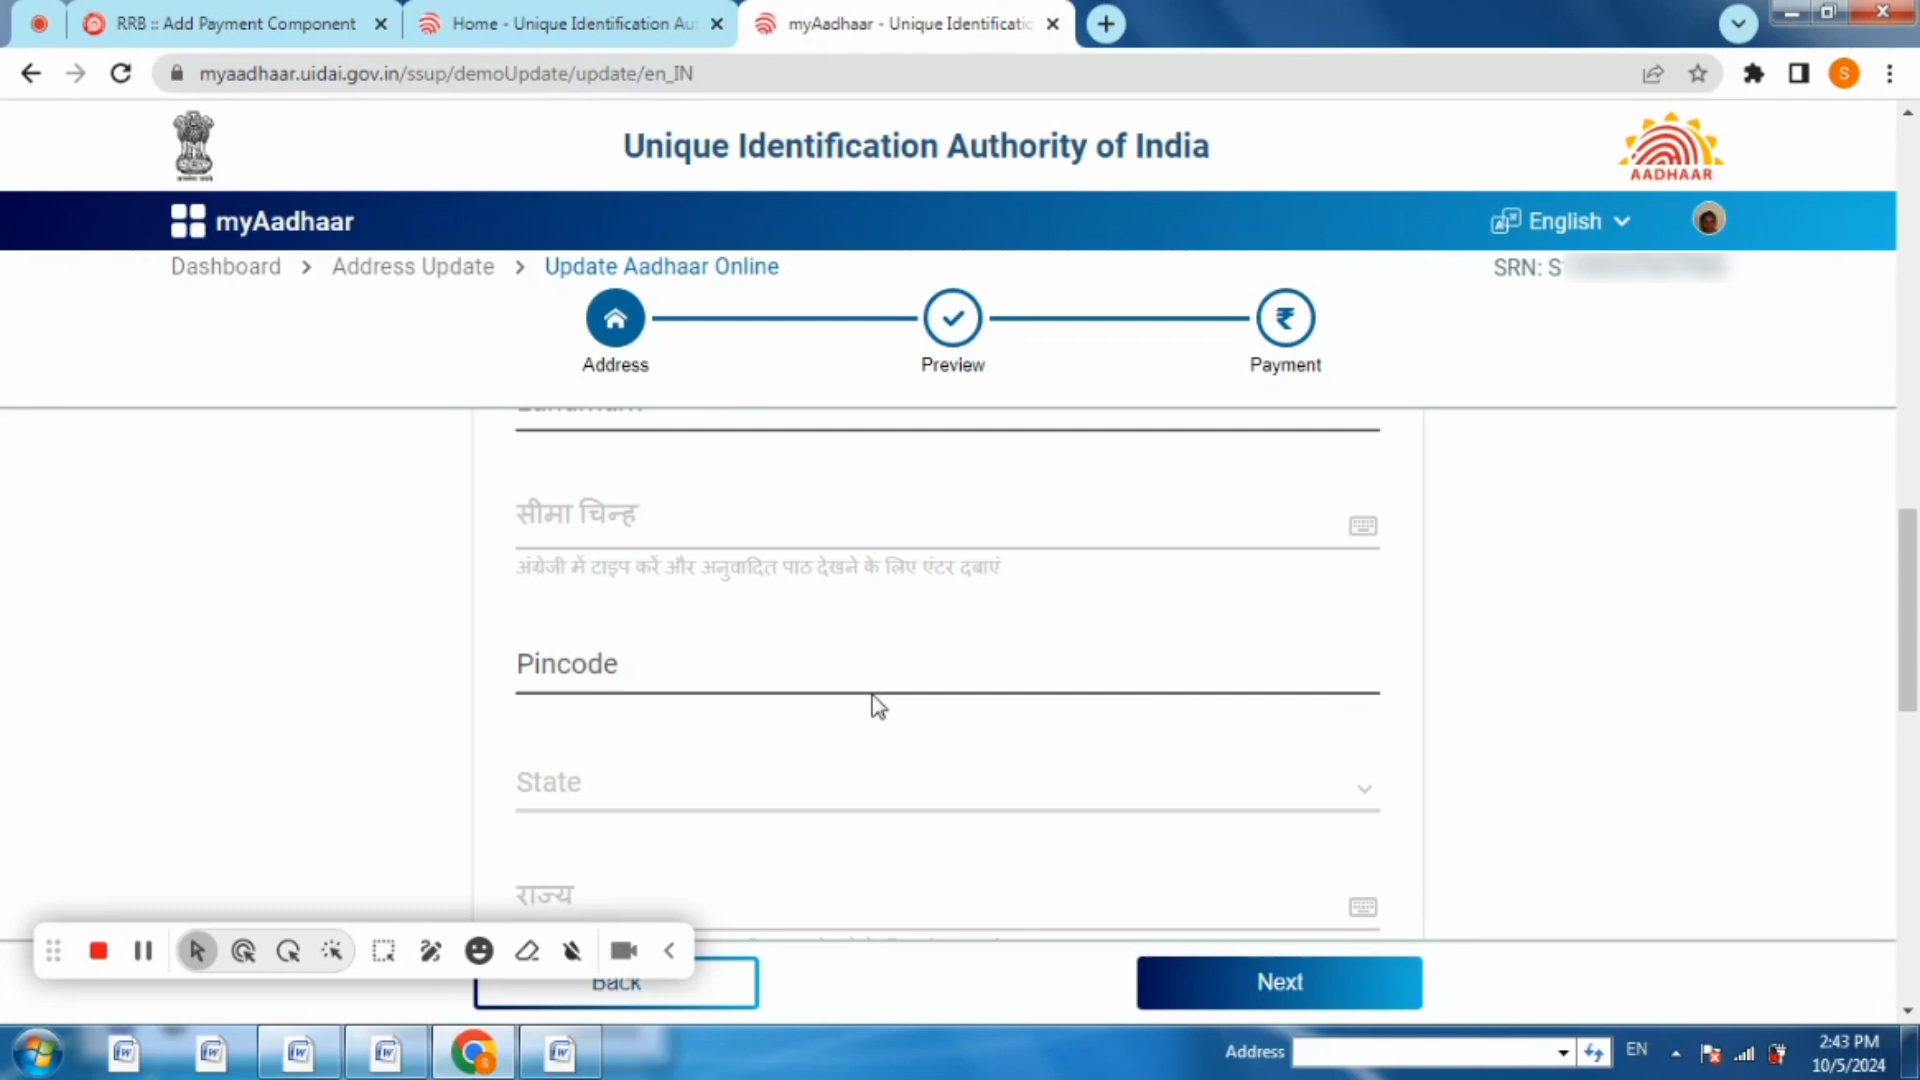 RRB :: Add Payment Component
Home - Unique Identification Au
myAadhaar - Unique Identificatio
myaadhaar.uidai.gov.in/ssup/demoUpdate/update/en_IN
S
Unique Identification Authority of India
AADHAAR
myAadhaar
English
Dashboard > Address Update > Update Aadhaar Online
SRN: S
₹
Address
Preview
Payment
सीमा चिन्ह
अंग्रेजी में टाइप करें और अनुवादित पाठ देखने के लिए एंटर दबाएं
Pincode
State
राज्य
Back
Next
Address
EN
2:43 PM
10/5/2024